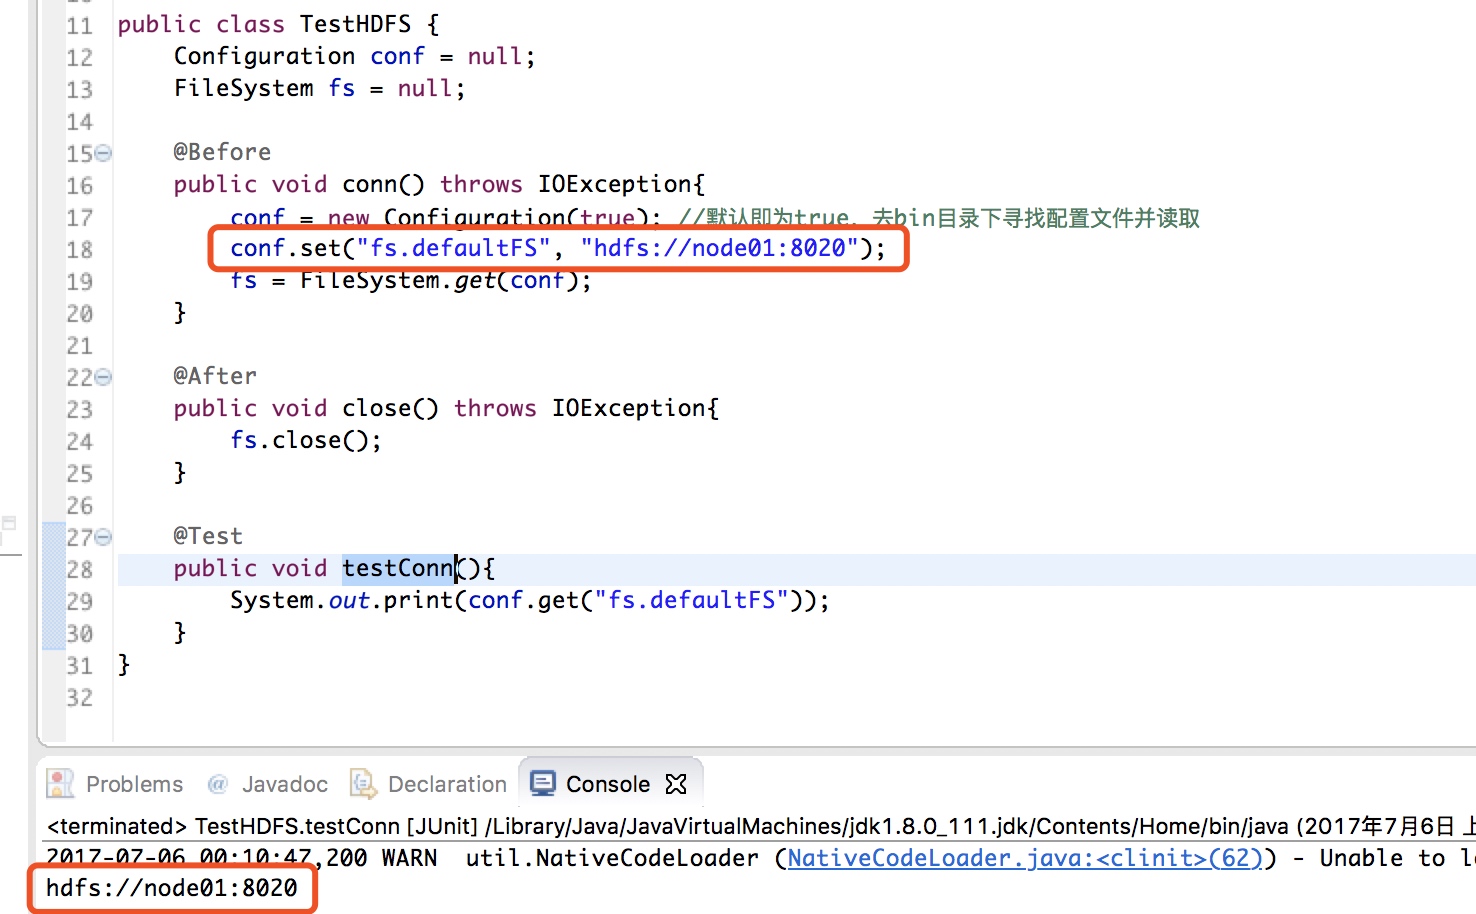 11 public class TestHDFS {
12 Configuration conf = null;
13 FileSystem fs = null;
14
15 @Before
16 public void conn() throws IOException{
17 conf = new Configuration(true); //默认即为true，去bin目录下寻找配置文件并读取
18 conf.set("fs.defaultFS", "hdfs://node01:8020");
19 fs = FileSystem.get(conf);
20 }
21
22 @After
23 public void close() throws IOException{
24 fs.close();
25 }
26
27 @Test
28 public void testConn(){
29 System.out.print(conf.get("fs.defaultFS"));
30 }
31 }
32
Problems @ Javadoc Declaration Console
<terminated> TestHDFS.testConn [JUnit] /Library/Java/JavaVirtualMachines/jdk1.8.0_111.jdk/Contents/Home/bin/java (2017年7月6日 上
2017-07-06 00:10:47,200 WARN util.NativeCodeLoader (NativeCodeLoader.java:<clinit>(62)) - Unable to l
hdfs://node01:8020